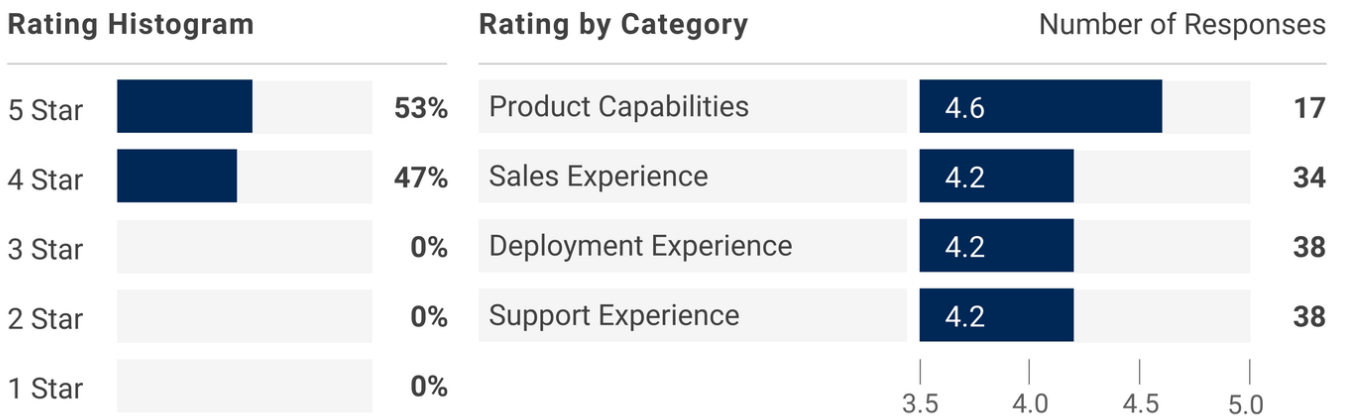 Rating Histogram
5 Star 53%
4 Star 47%
3 Star 0%
2 Star 0%
1 Star 0%
Rating by Category Number of Responses
Product Capabilities 4.6 17
Sales Experience 4.2 34
Deployment Experience 4.2 38
Support Experience 4.2 38
3.5 4.0 4.5 5.0